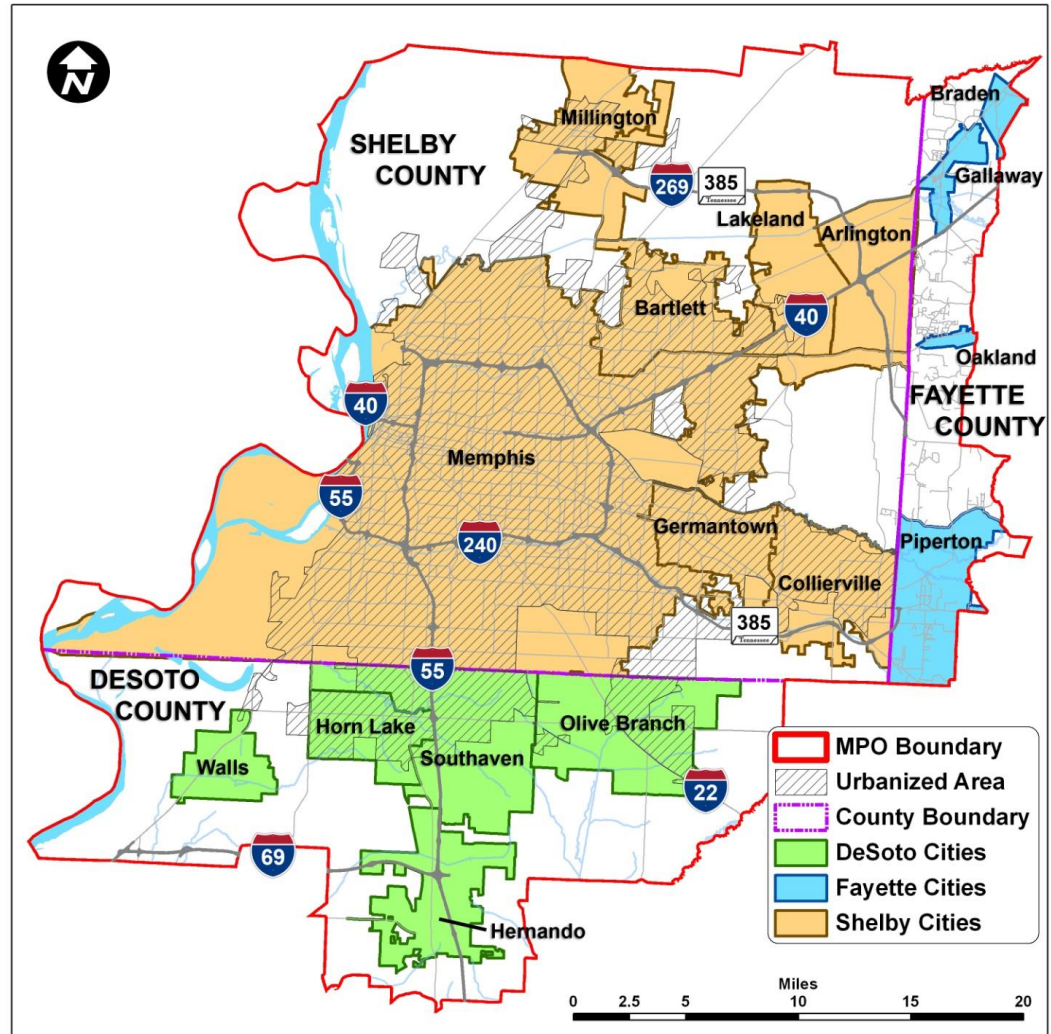 N
SHELBY
COUNTY
Millington
Braden
Gallaway
269
385
Tennessee
Lakeland
Arlington
Bartlett
40
Oakland
FAYETTE
COUNTY
40
Memphis
55
240
Germantown
Piperton
Collierville
385
Tennessee
55
DESOTO
COUNTY
Horn Lake
Olive Branch
Southaven
Walls
22
69
Hernando
MPO Boundary
Urbanized Area
County Boundary
DeSoto Cities
Fayette Cities
Shelby Cities
Miles
0 2.5 5 10 15 20